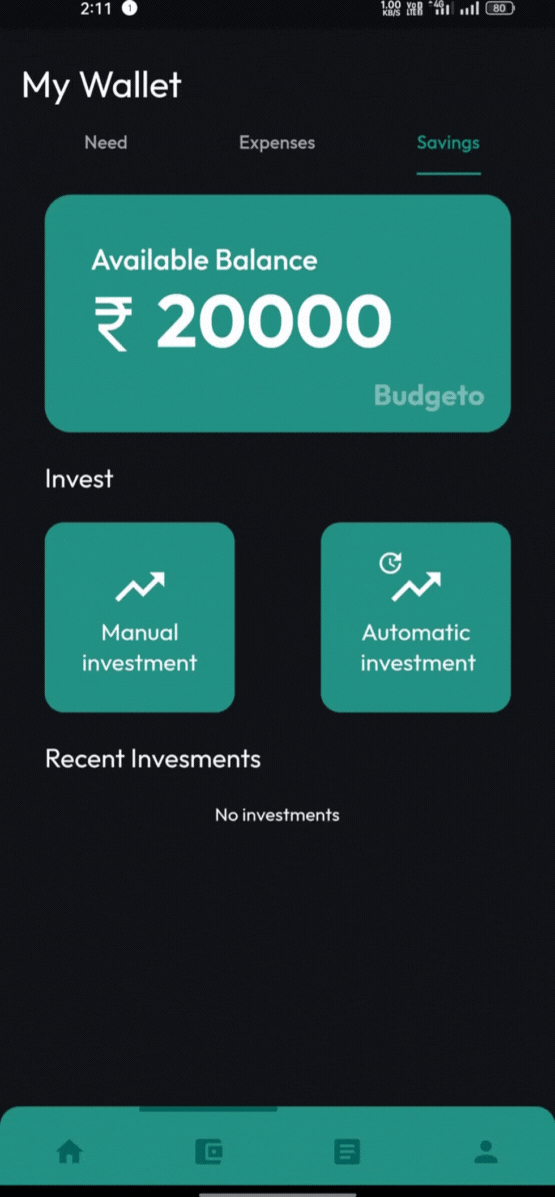 2:11 1 1.00 KB/S Vo LTE 4G 80
My Wallet
Need Expenses Savings
Available Balance
₹ 20000
Budgeto
Invest
Manual
investment
Automatic
investment
Recent Invesments
No investments